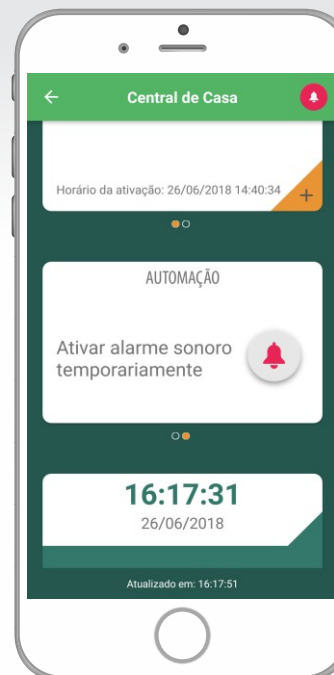 Central de Casa
Horário da ativação: 26/06/2018 14:40:34
AUTOMAÇÃO
Ativar alarme sonoro
temporariamente
16:17:31
26/06/2018
Atualizado em: 16:17:51